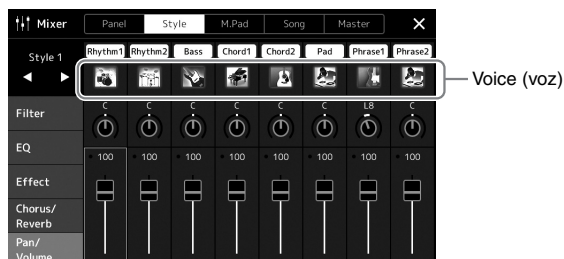 Mixer Panel Style M.Pad Song Master
Style 1 Rhythm1 Rhythm2 Bass Chord1 Chord2 Pad Phrase1 Phrase2
Voice (voz)
Filter C C C C C C L8 C
EQ
100 100 100 100 100 100 100 100
Effect
Chorus/
Reverb
Pan/
Volume